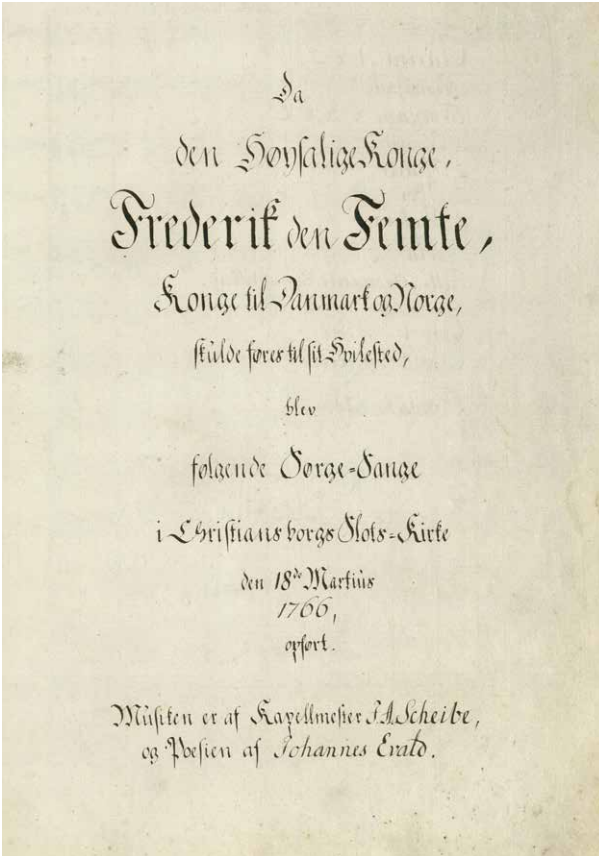 Da
den Høysalige Konge,
Frederik den Femte,
Konge til Danmark og Norge,
skulde føres til sit Hvilested,
blev
følgende Sørge-Sange
i Christiansborgs Slots-Kirke
den 18de Martius
1766,
opført.
Musiken er af Kapellmester J. A. Scheibe,
og Poesien af Johannes Evald.